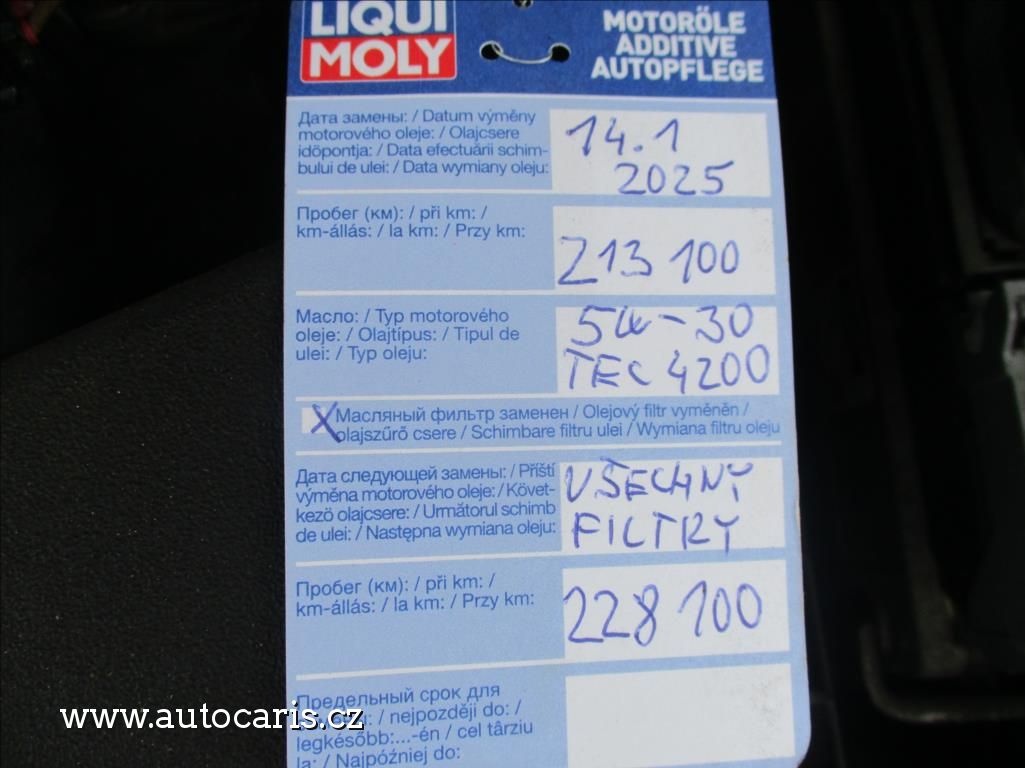 LIQUI
MOLY
MOTORÖLE
ADDITIVE
AUTOPFLEGE
Дата замены: / Datum výměny
motorového oleje: / Olajcsere
időpontja: / Data efectuării schim-
bului de ulei: / Data wymiany oleju:
14.1
2025
Пробег (км): / při km: /
km-állás: / la km: / Przy km:
213 100
Масло: / Typ motorového
oleje: / Olajtípus: / Tipul de
ulei: / Typ oleju:
5W-30
TEC 4200
X Масляный фильтр заменен / Olejový filtr vyměněn /
olajszűrő csere / Schimbare filtru ulei / Wymiana filtru oleju
Дата следующей замены: / Příští
výměna motorového oleje: / Követ-
kező olajcsere: / Următorul schimb
de ulei: / Następna wymiana oleju:
VŠECHNY
FILTRY
Пробег (км): / při km: /
km-állás: / la km: / Przy km:
228 100
Предельный срок для
/ nejpozději do: /
legkésőbb:...-én / cel târziu
la: / Najpóźniej do:
www.autocaris.cz